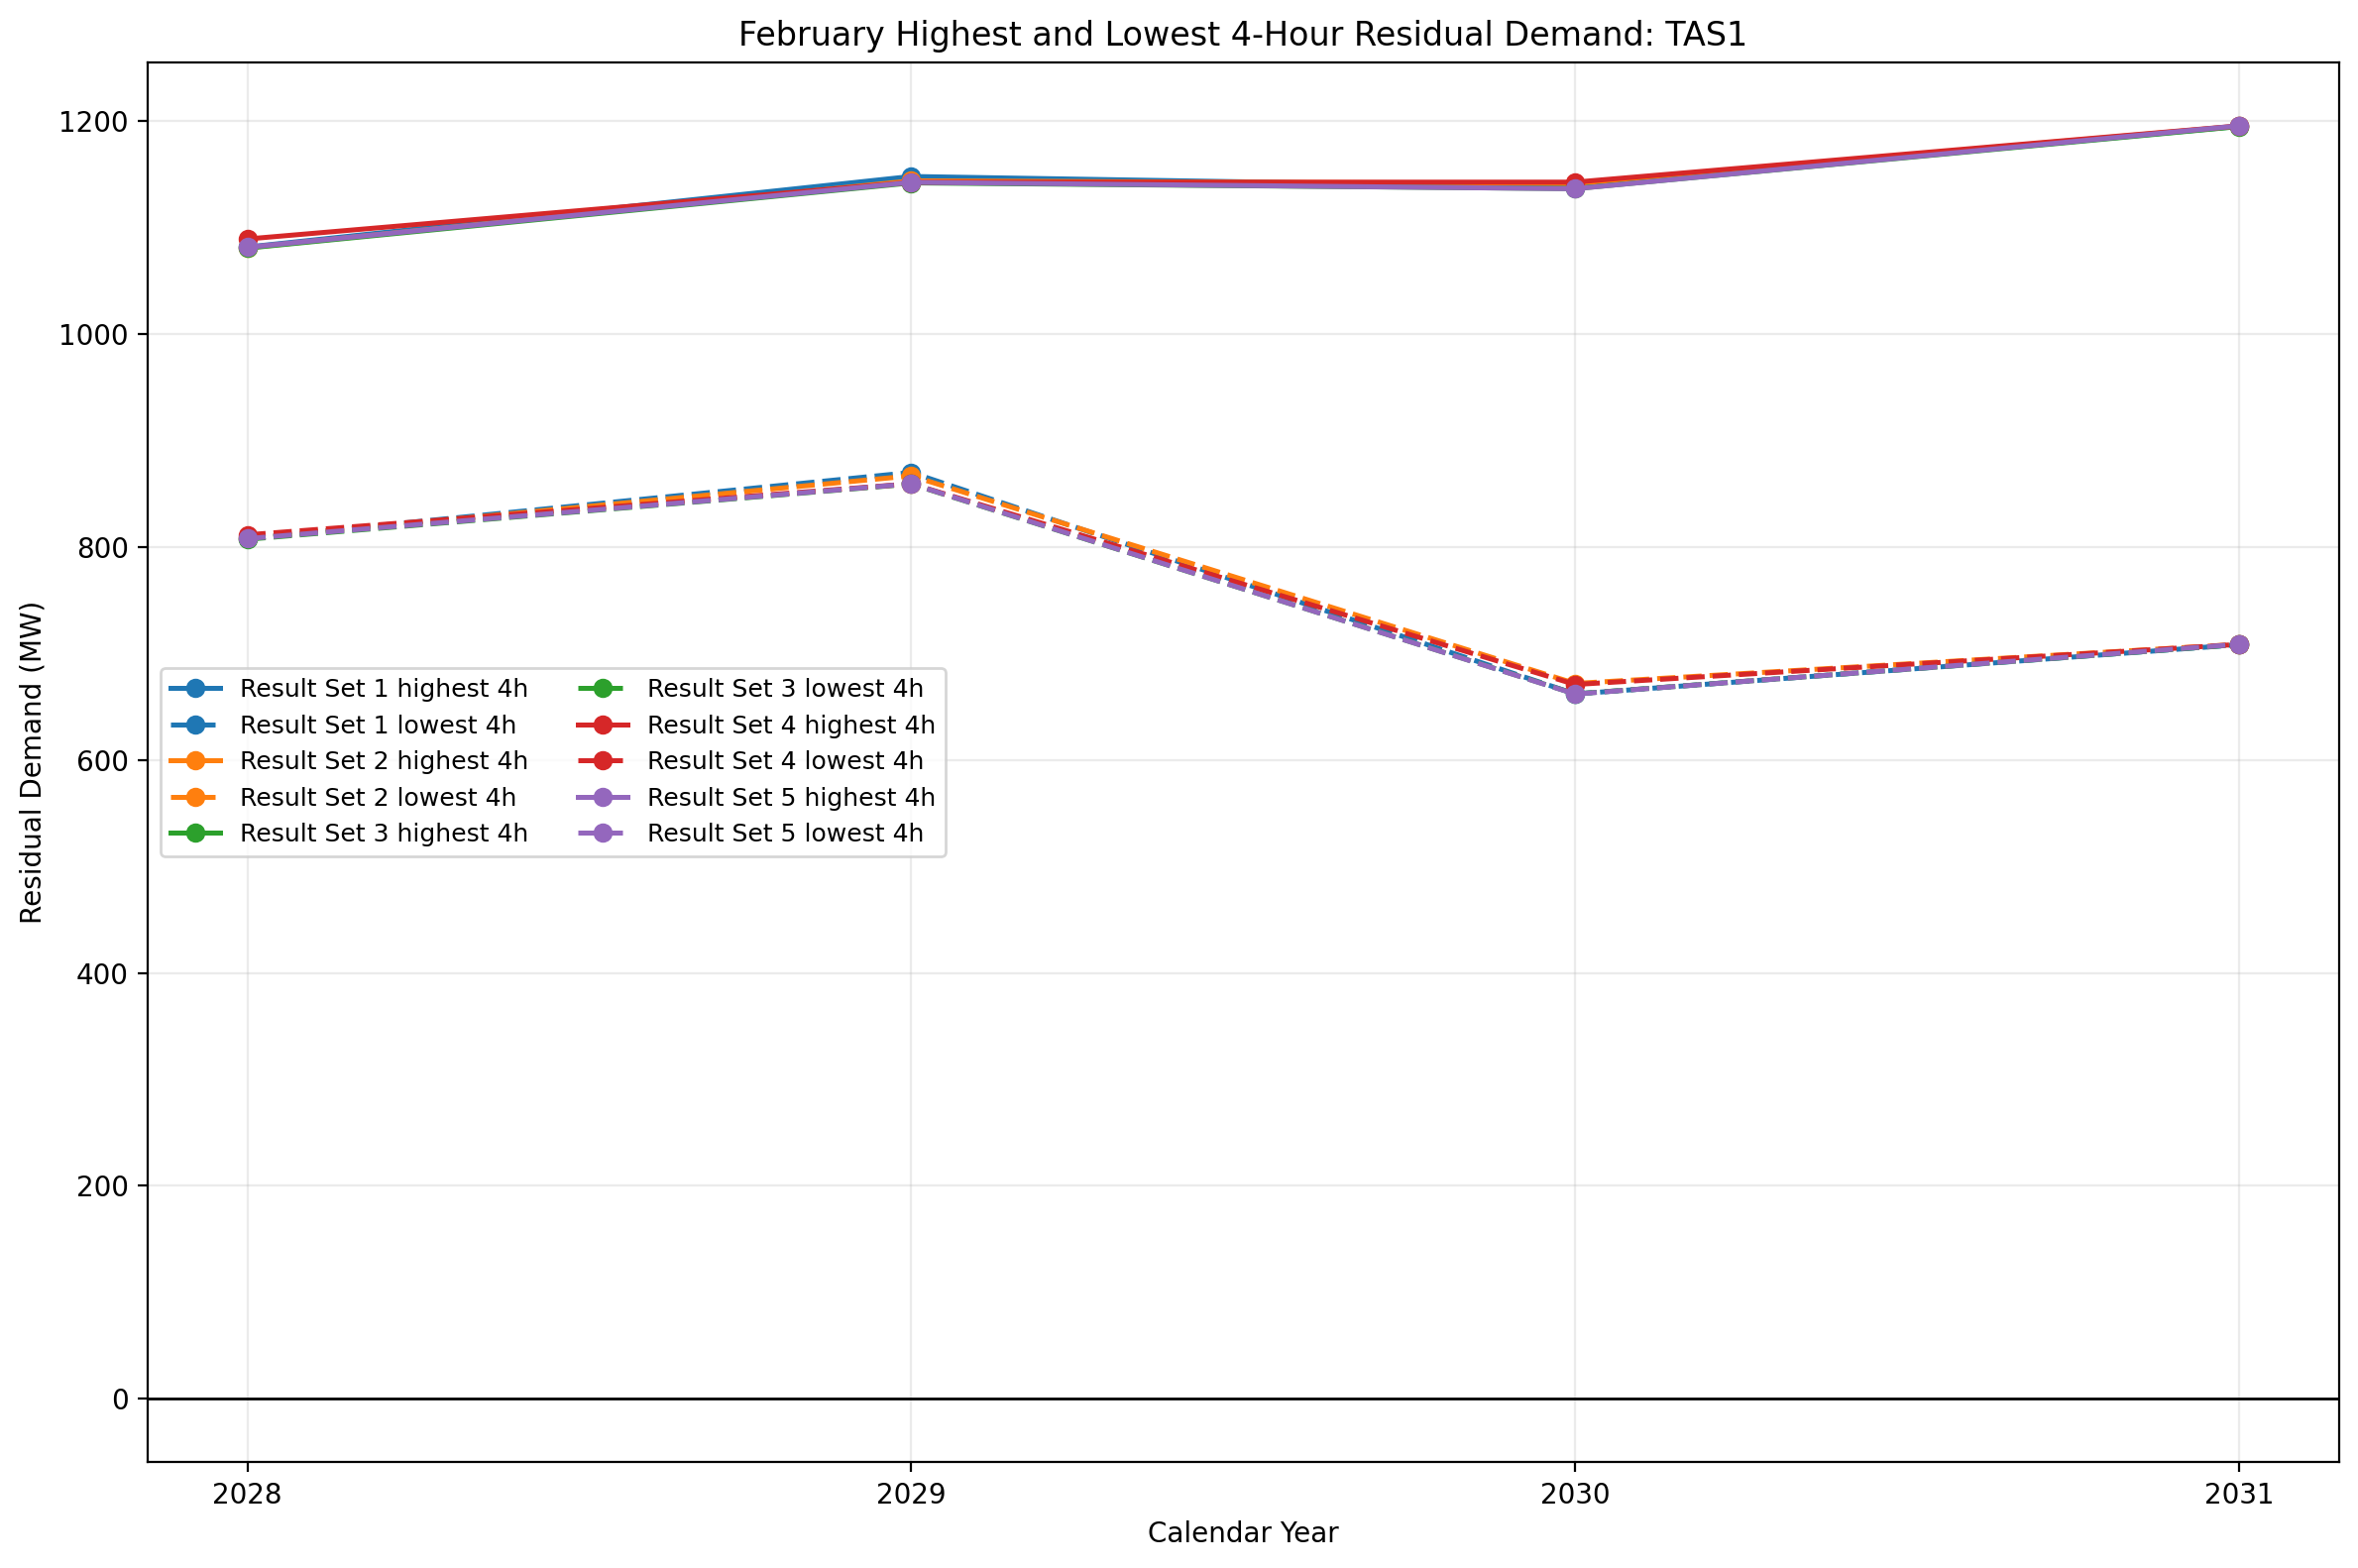 February Highest and Lowest 4-Hour Residual Demand: TAS1
Residual Demand (MW)
1200
1000
800
600
400
200
0
Result Set 1 highest 4h
Result Set 1 lowest 4h
Result Set 2 highest 4h
Result Set 2 lowest 4h
Result Set 3 highest 4h
Result Set 3 lowest 4h
Result Set 4 highest 4h
Result Set 4 lowest 4h
Result Set 5 highest 4h
Result Set 5 lowest 4h
2028
2029
2030
2031
Calendar Year